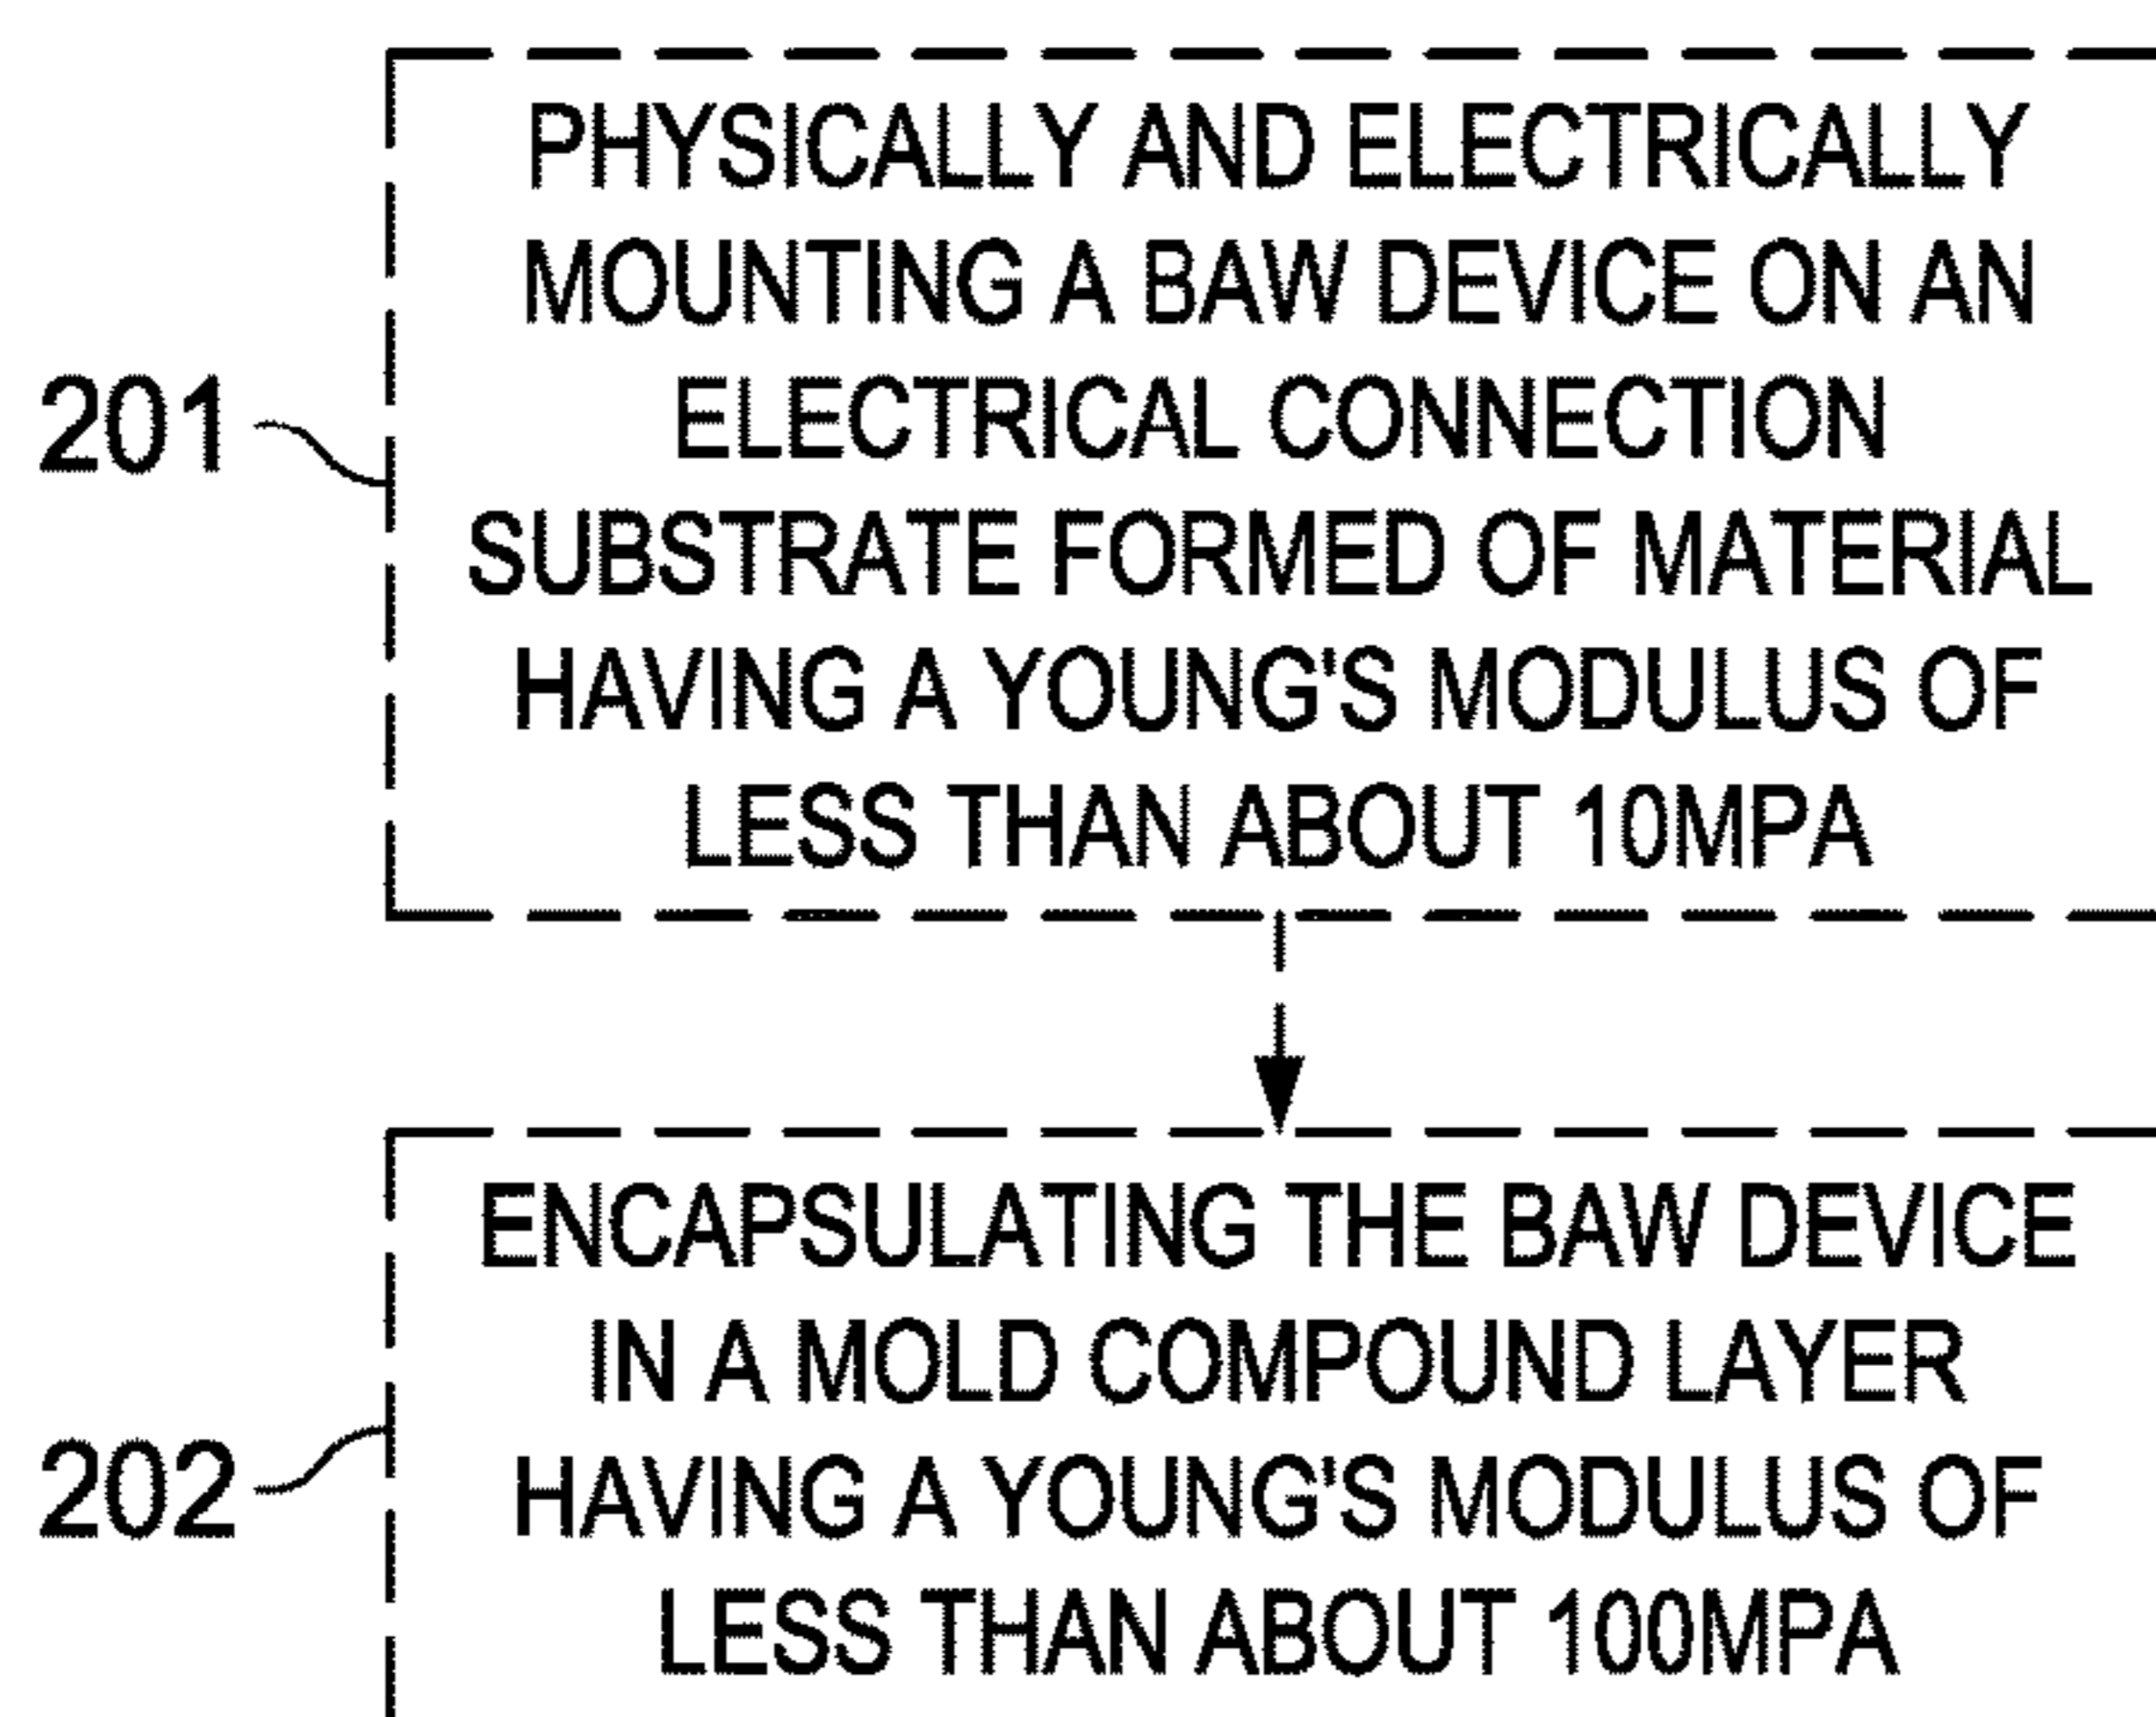 PHYSICALLY AND ELECTRICALLY
MOUNTING A BAW DEVICE ON AN
ELECTRICAL CONNECTION
SUBSTRATE FORMED OF MATERIAL
HAVING A YOUNG'S MODULUS OF
LESS THAN ABOUT 10MPA
201
ENCAPSULATING THE BAW DEVICE
IN A MOLD COMPOUND LAYER
HAVING A YOUNG'S MODULUS OF
LESS THAN ABOUT 100MPA
202